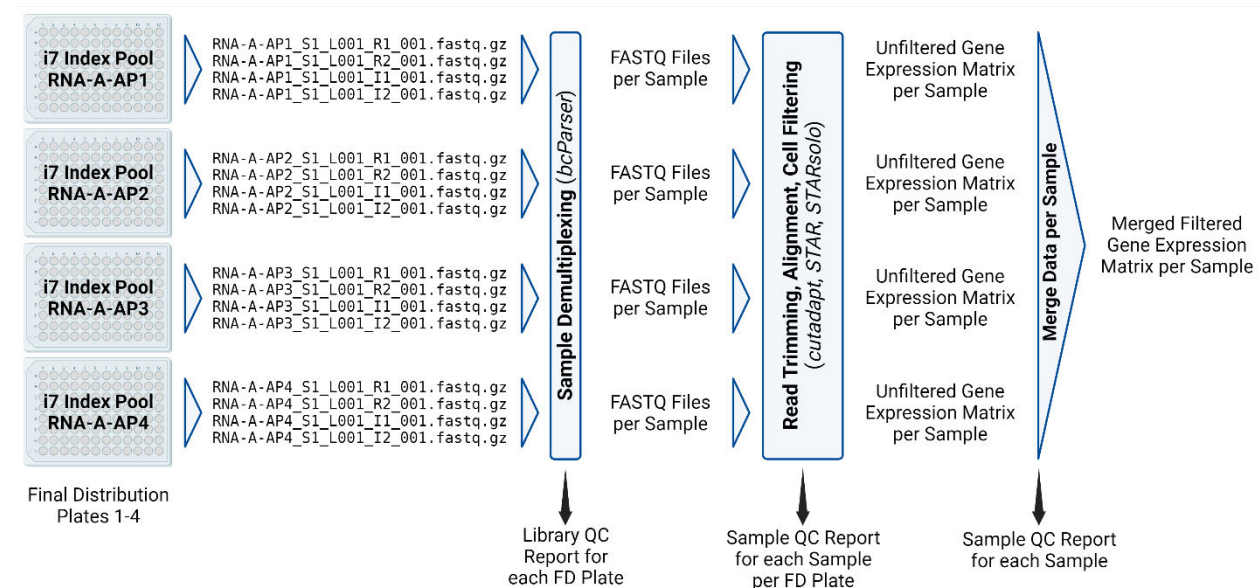 i7 Index Pool
RNA-A-AP1
RNA-A-AP1_S1_L001_R1_001.fastq.gz
RNA-A-AP1_S1_L001_R2_001.fastq.gz
RNA-A-AP1_S1_L001_I1_001.fastq.gz
RNA-A-AP1_S1_L001_I2_001.fastq.gz
FASTQ Files
per Sample
Unfiltered Gene
Expression Matrix
per Sample
i7 Index Pool
RNA-A-AP2
RNA-A-AP2_S1_L001_R1_001.fastq.gz
RNA-A-AP2_S1_L001_R2_001.fastq.gz
RNA-A-AP2_S1_L001_I1_001.fastq.gz
RNA-A-AP2_S1_L001_I2_001.fastq.gz
FASTQ Files
per Sample
Unfiltered Gene
Expression Matrix
per Sample
i7 Index Pool
RNA-A-AP3
RNA-A-AP3_S1_L001_R1_001.fastq.gz
RNA-A-AP3_S1_L001_R2_001.fastq.gz
RNA-A-AP3_S1_L001_I1_001.fastq.gz
RNA-A-AP3_S1_L001_I2_001.fastq.gz
FASTQ Files
per Sample
Unfiltered Gene
Expression Matrix
per Sample
i7 Index Pool
RNA-A-AP4
RNA-A-AP4_S1_L001_R1_001.fastq.gz
RNA-A-AP4_S1_L001_R2_001.fastq.gz
RNA-A-AP4_S1_L001_I1_001.fastq.gz
RNA-A-AP4_S1_L001_I2_001.fastq.gz
FASTQ Files
per Sample
Unfiltered Gene
Expression Matrix
per Sample
Sample Demultiplexing (bcParser)
Read Trimming, Alignment, Cell Filtering
(cutadapt, STAR, STARsolo)
Merge Data per Sample
Merged Filtered
Gene Expression
Matrix per Sample
Final Distribution
Plates 1-4
Library QC
Report for
each FD Plate
Sample QC Report
for each Sample
per FD Plate
Sample QC Report
for each Sample